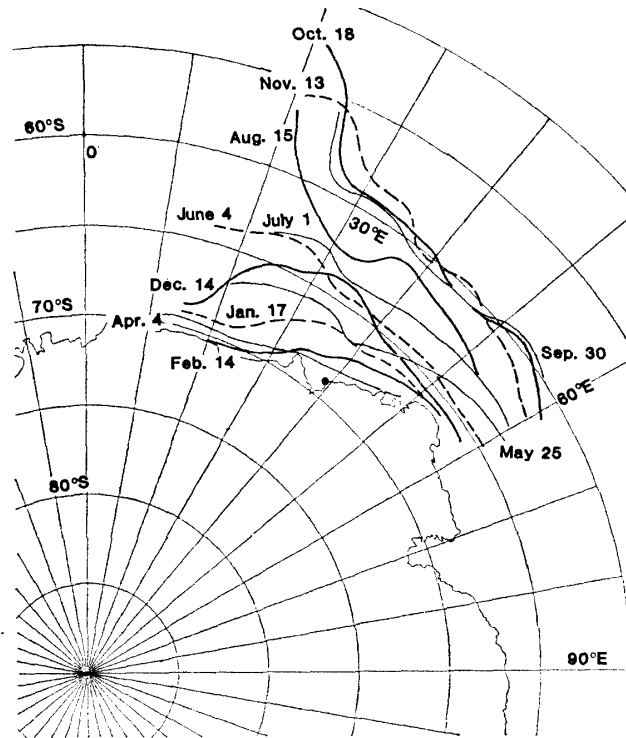 Oct. 18
Nov. 13
60°S
Aug. 15
0
June 4
July 1
30°E
Dec. 14
70°S
Jan. 17
Apr. 4
Feb. 14
Sep. 30
60°E
May 25
80°S
90°E